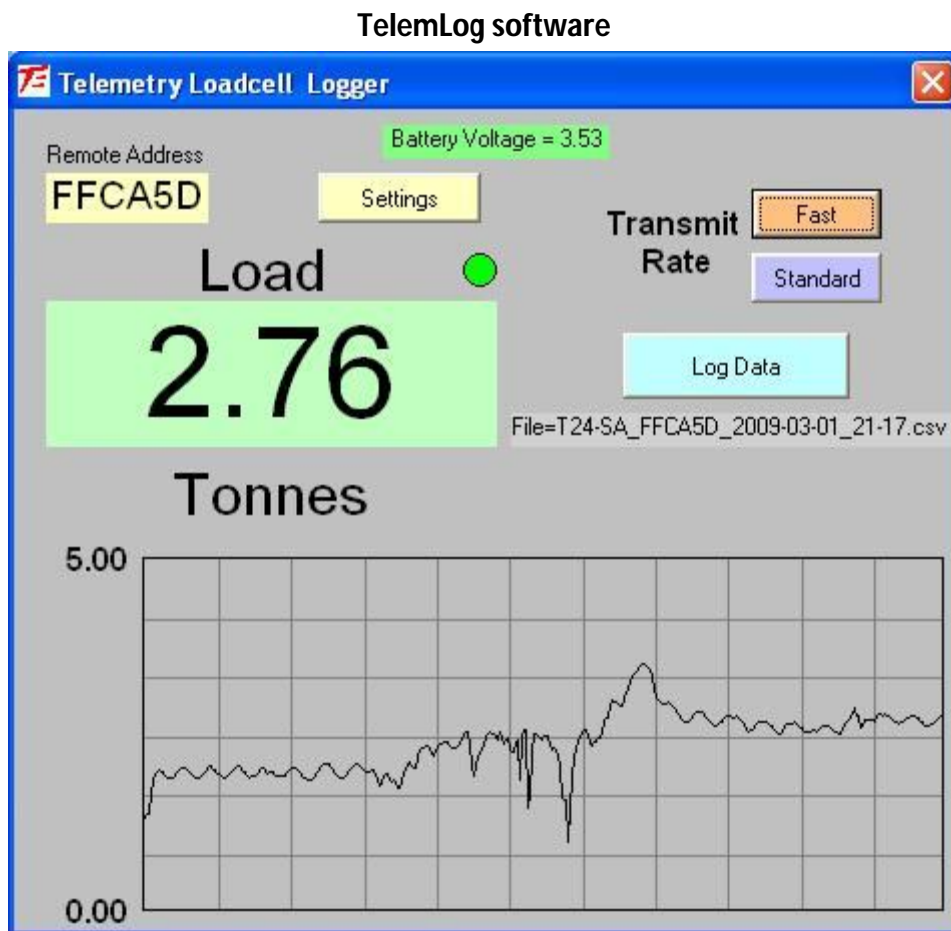 TelemLog software
Telemetry Loadcell Logger
Battery Voltage = 3.53
Remote Address
FFCA5D
Settings
Transmit
Rate
Fast
Standard
Load
2.76
Log Data
File=T24-SA_FFCA5D_2009-03-01_21-17.csv
Tonnes
5.00
0.00